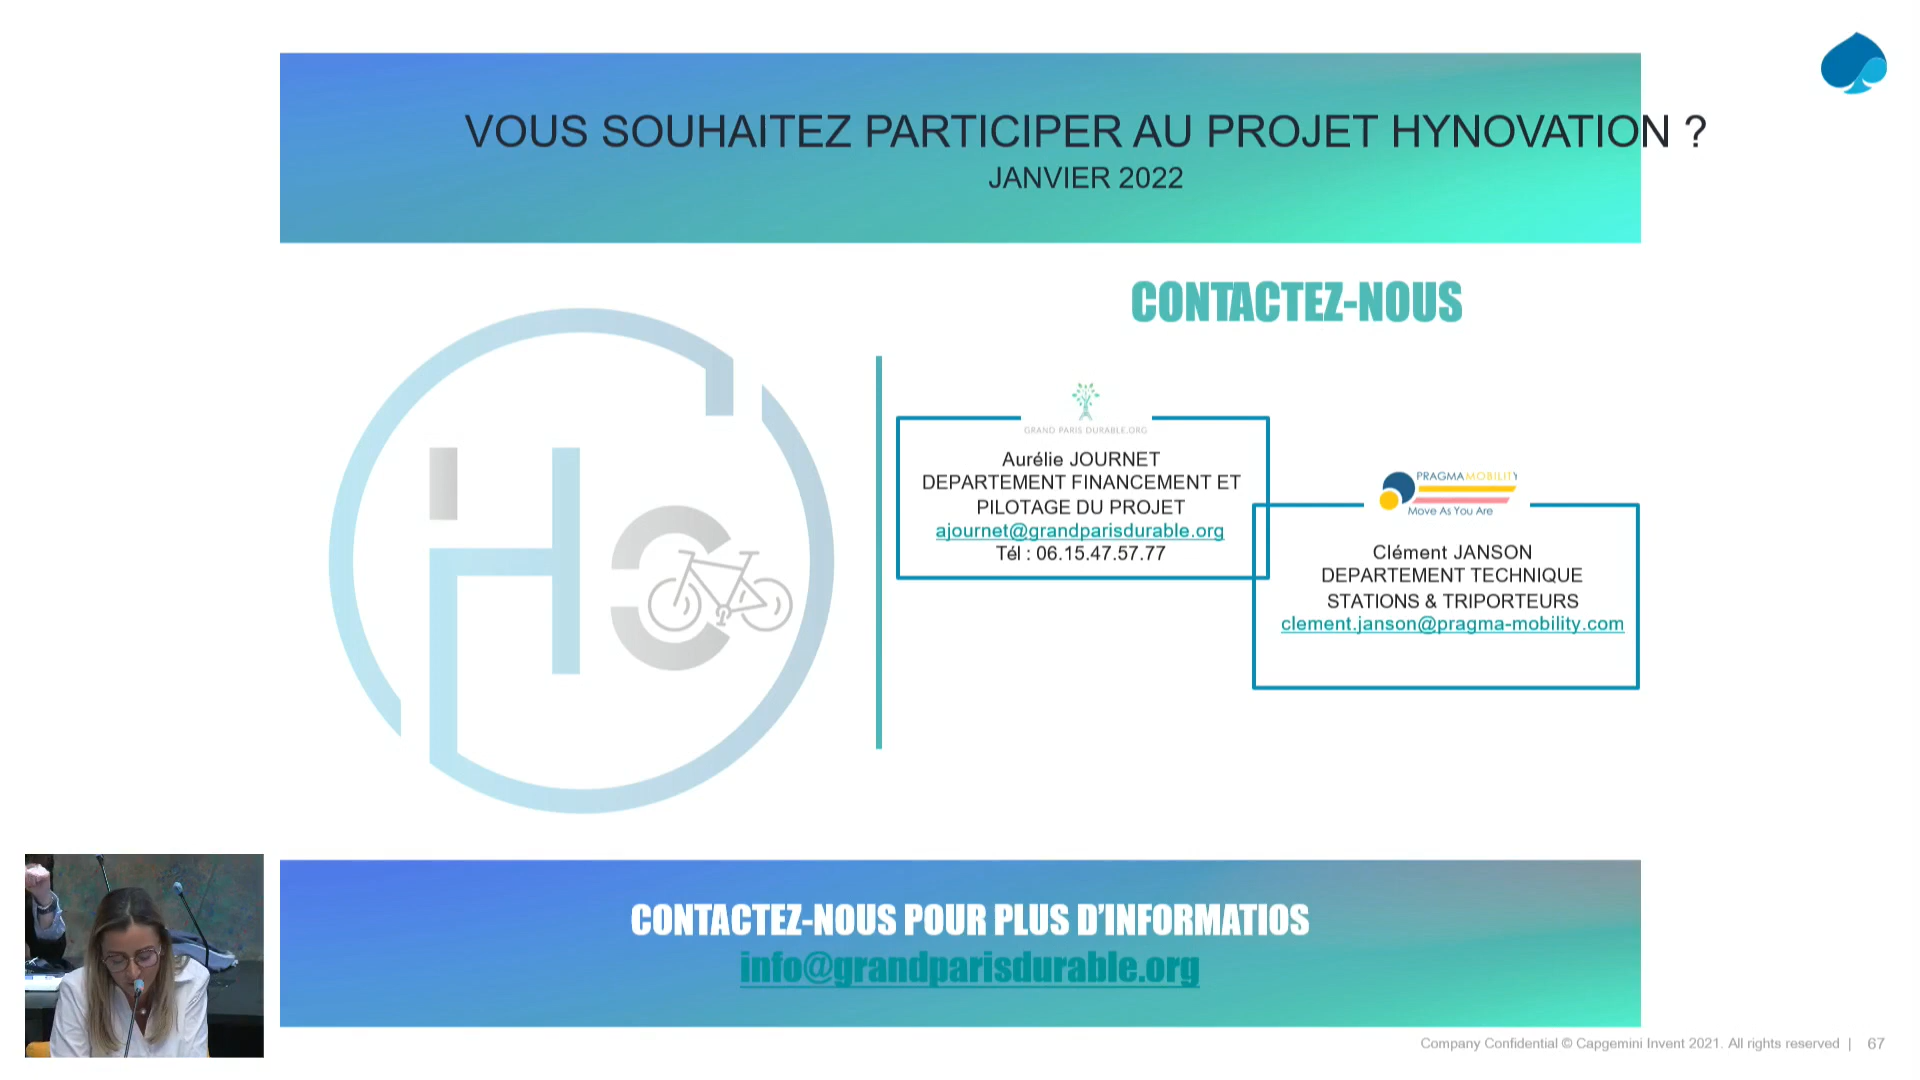 VOUS SOUHAITEZ PARTICIPER AU PROJET HYNOVATION ?
JANVIER 2022
CONTACTEZ-NOUS
GRAND PARIS DURABLE.ORG
Aurélie JOURNET
DEPARTEMENT FINANCEMENT ET
PILOTAGE DU PROJET
ajournet@grandparisdurable.org
Tél : 06.15.47.57.77
PRAGMA MOBILITY
Move As You Are
Clément JANSON
DEPARTEMENT TECHNIQUE
STATIONS & TRIPORTEURS
clement.janson@pragma-mobility.com
CONTACTEZ-NOUS POUR PLUS D'INFORMATIOS
info@grandparisdurable.org
Company Confidential © Capgemini Invent 2021. All rights reserved | 67